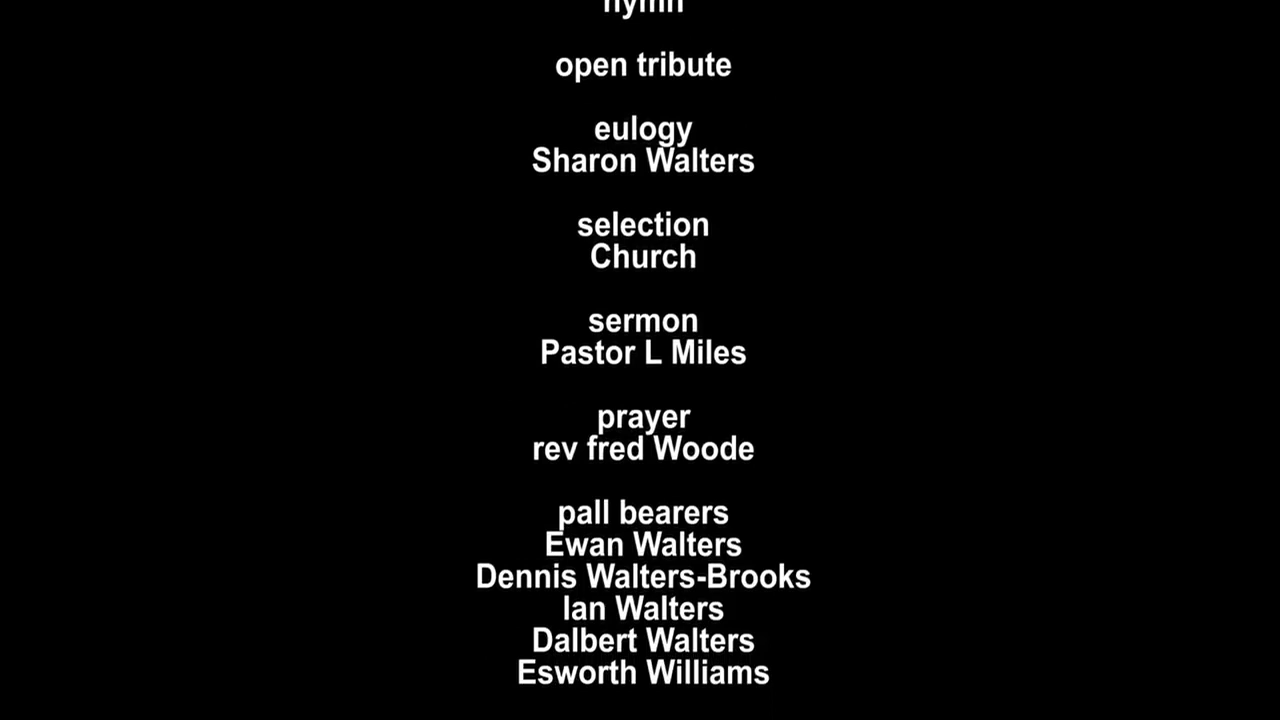 hymn
open tribute
eulogy
Sharon Walters
selection
Church
sermon
Pastor L Miles
prayer
rev fred Woode
pall bearers
Ewan Walters
Dennis Walters-Brooks
Ian Walters
Dalbert Walters
Esworth Williams